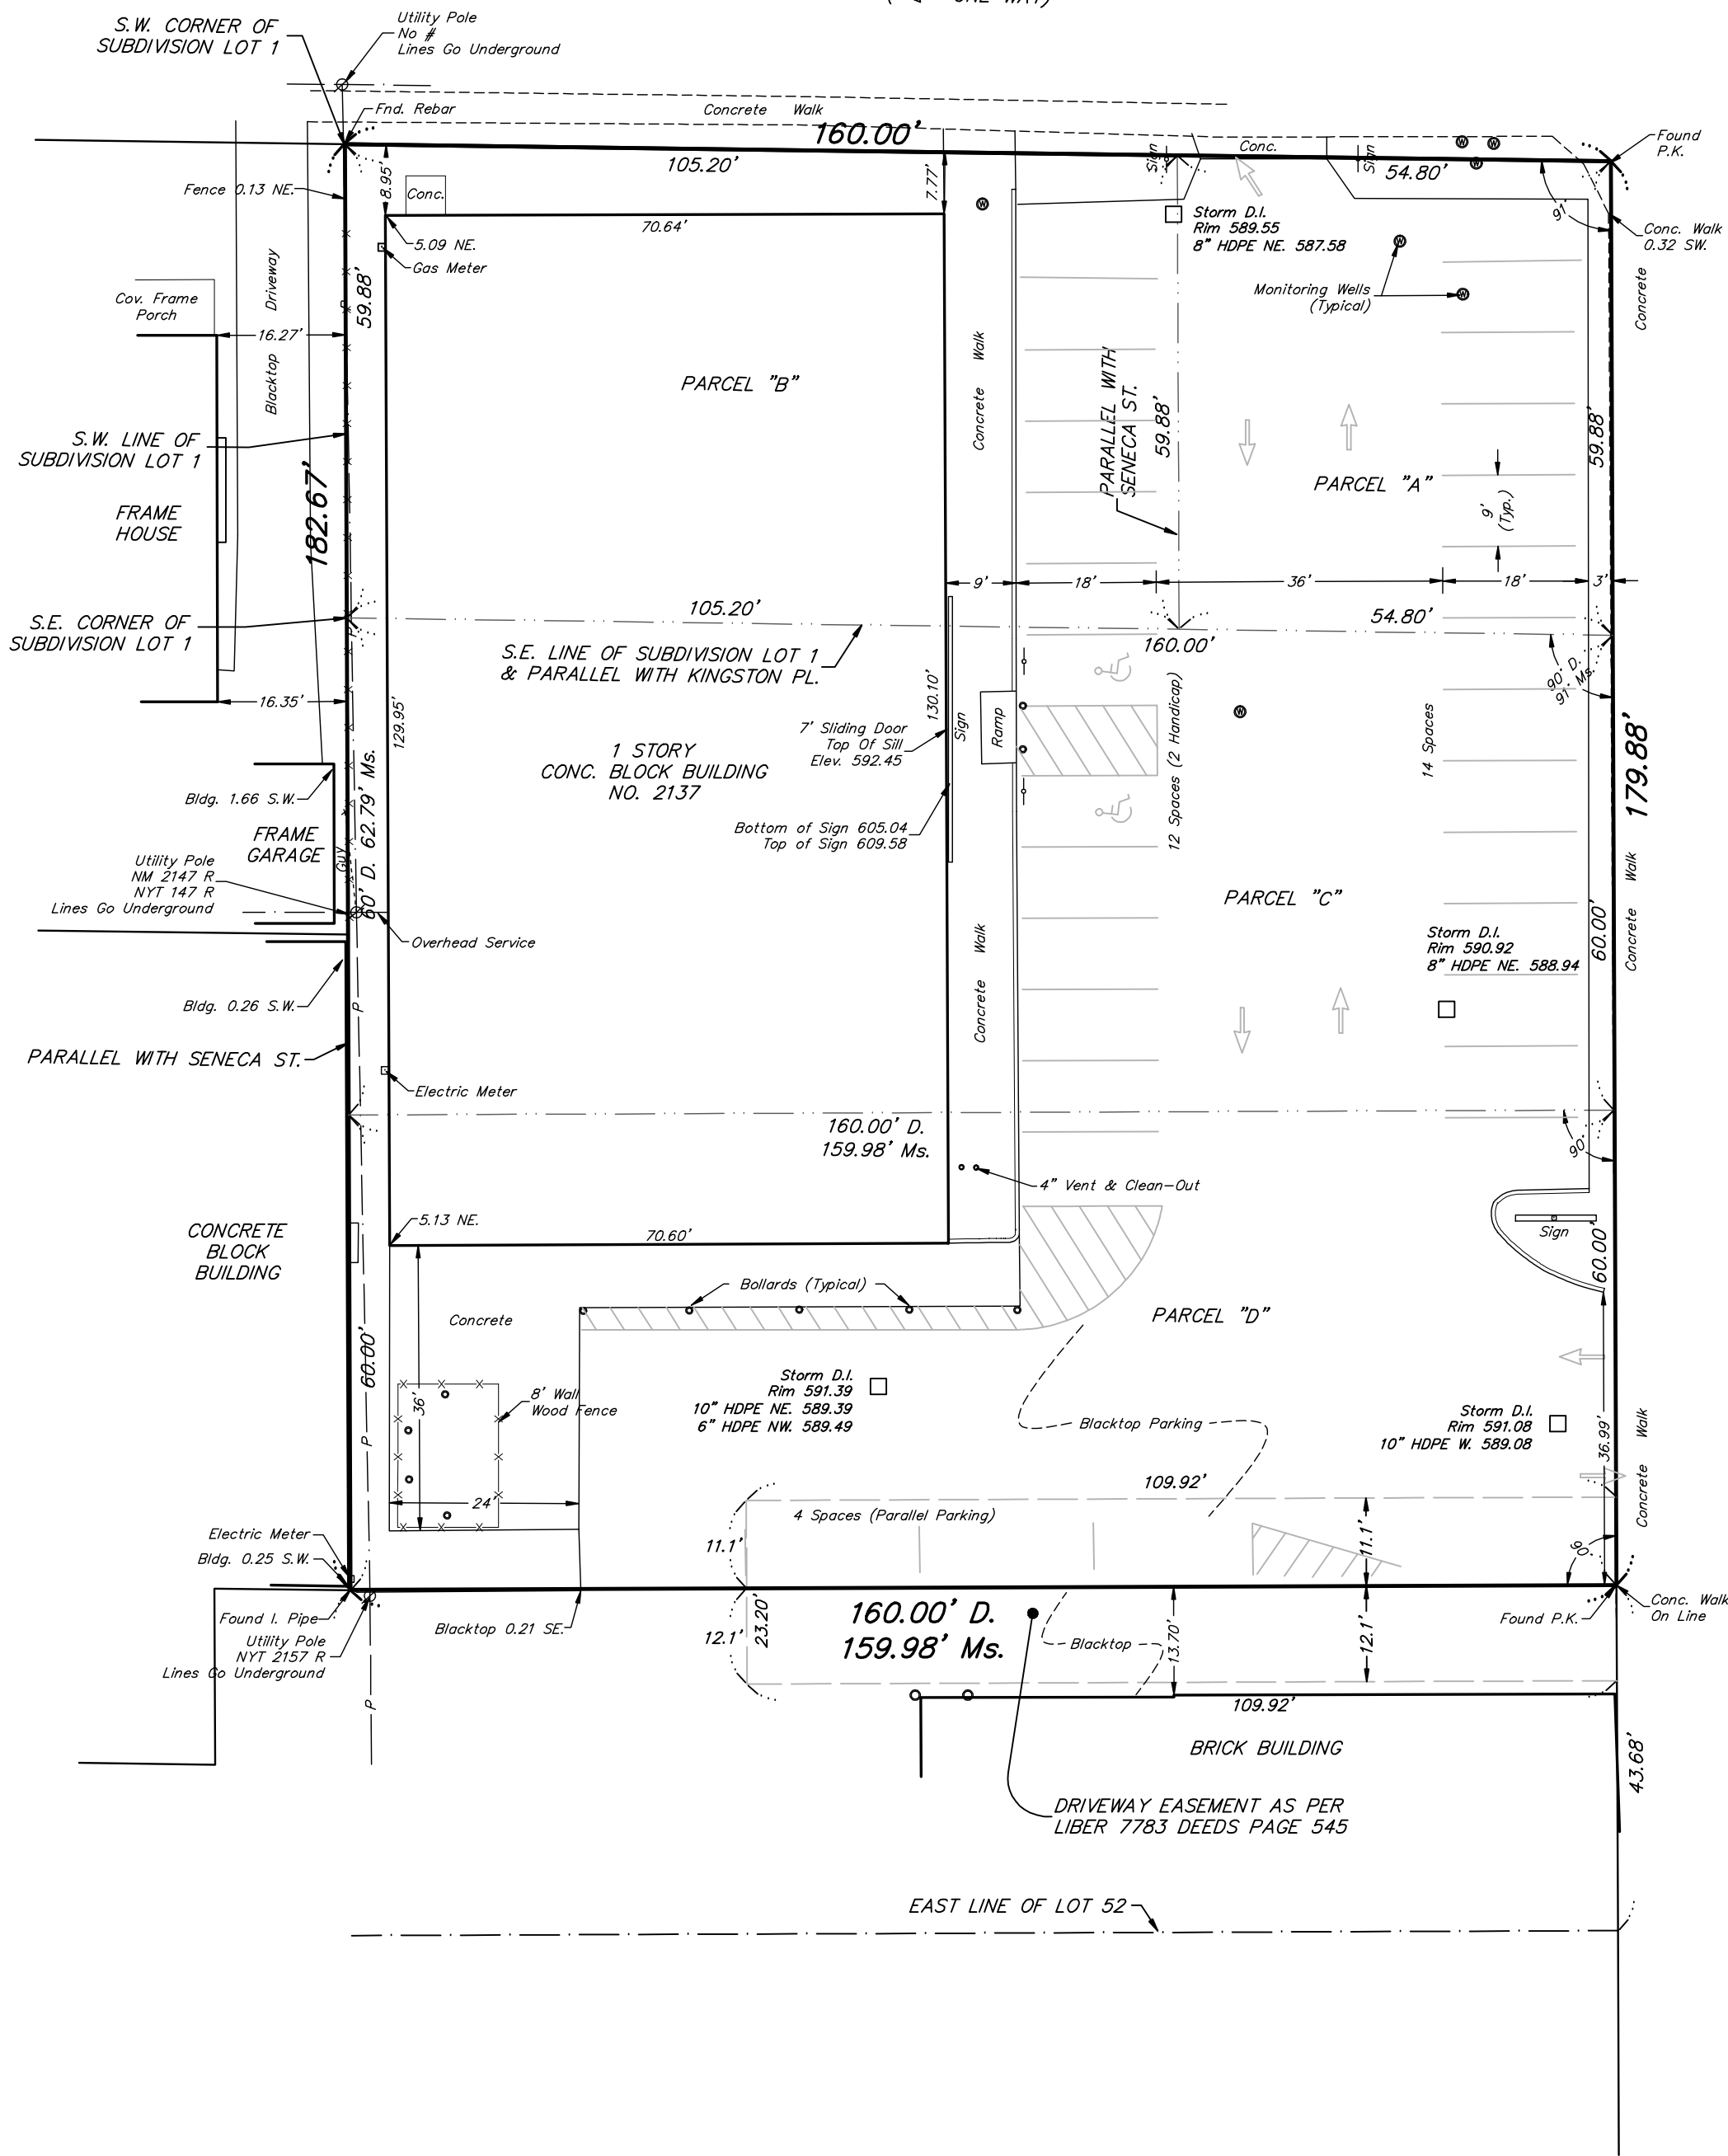 ONE WAY)
S.W. CORNER OF
SUBDIVISION LOT 1
Utility Pole
No #
Lines Go Underground
Fnd. Rebar
Concrete Walk
160.00'
105.20'
Sign
Conc.
Sign
54.80'
Found
P.K.
Fence 0.13 NE.
8.95'
Conc.
7.77'
70.64'
5.09 NE.
Gas Meter
Storm D.I.
Rim 589.55
8" HDPE NE. 587.58
91°
Conc. Walk
0.32 SW.
Cov. Frame
Porch
Blacktop Driveway
59.88'
16.27'
Monitoring Wells
(Typical)
Concrete
PARCEL "B"
Concrete Walk
PARALLEL WITH
SENECA ST.
59.88'
59.88'
S.W. LINE OF
SUBDIVISION LOT 1
182.67'
FRAME
HOUSE
PARCEL "A"
9'
(Typ.)
9'
18'
36'
18'
3'
S.E. CORNER OF
SUBDIVISION LOT 1
P
105.20'
54.80'
160.00'
S.E. LINE OF SUBDIVISION LOT 1
& PARALLEL WITH KINGSTON PL.
90° D.
91° Ms.
16.35'
129.95'
130.10'
7' Sliding Door
Top Of Sill
Elev. 592.45
Sign
Ramp
12 Spaces (2 Handicap)
14 Spaces
179.88'
1 STORY
CONC. BLOCK BUILDING
NO. 2137
Bldg. 1.66 S.W.
60' D. 62.79' Ms.
Bottom of Sign 605.04
Top of Sign 609.58
FRAME
GARAGE
Guy
Utility Pole
NM 2147 R
NYT 147 R
Lines Go Underground
PARCEL "C"
60.00'
Concrete Walk
Overhead Service
Concrete Walk
Storm D.I.
Rim 590.92
8" HDPE NE. 588.94
Bldg. 0.26 S.W.
P
PARALLEL WITH SENECA ST.
Electric Meter
160.00' D.
159.98' Ms.
90°
4" Vent & Clean-Out
CONCRETE
BLOCK
BUILDING
5.13 NE.
70.60'
Sign
60.00'
Bollards (Typical)
Concrete
PARCEL "D"
60.00'
36'
Storm D.I.
Rim 591.39
10" HDPE NE. 589.39
6" HDPE NW. 589.49
8' Wall
Wood Fence
Blacktop Parking
Storm D.I.
Rim 591.08
10" HDPE W. 589.08
36.99'
Concrete Walk
P
24'
109.92'
4 Spaces (Parallel Parking)
11.1'
11.1'
Electric Meter
Bldg. 0.25 S.W.
90°
Found I. Pipe
Utility Pole
NYT 2157 R
Lines Go Underground
Blacktop 0.21 SE.
12.1'
23.20'
160.00' D.
159.98' Ms.
Blacktop
13.70'
12.1'
Found P.K.
Conc. Walk
On Line
P
109.92'
BRICK BUILDING
43.68'
DRIVEWAY EASEMENT AS PER
LIBER 7783 DEEDS PAGE 545
EAST LINE OF LOT 52